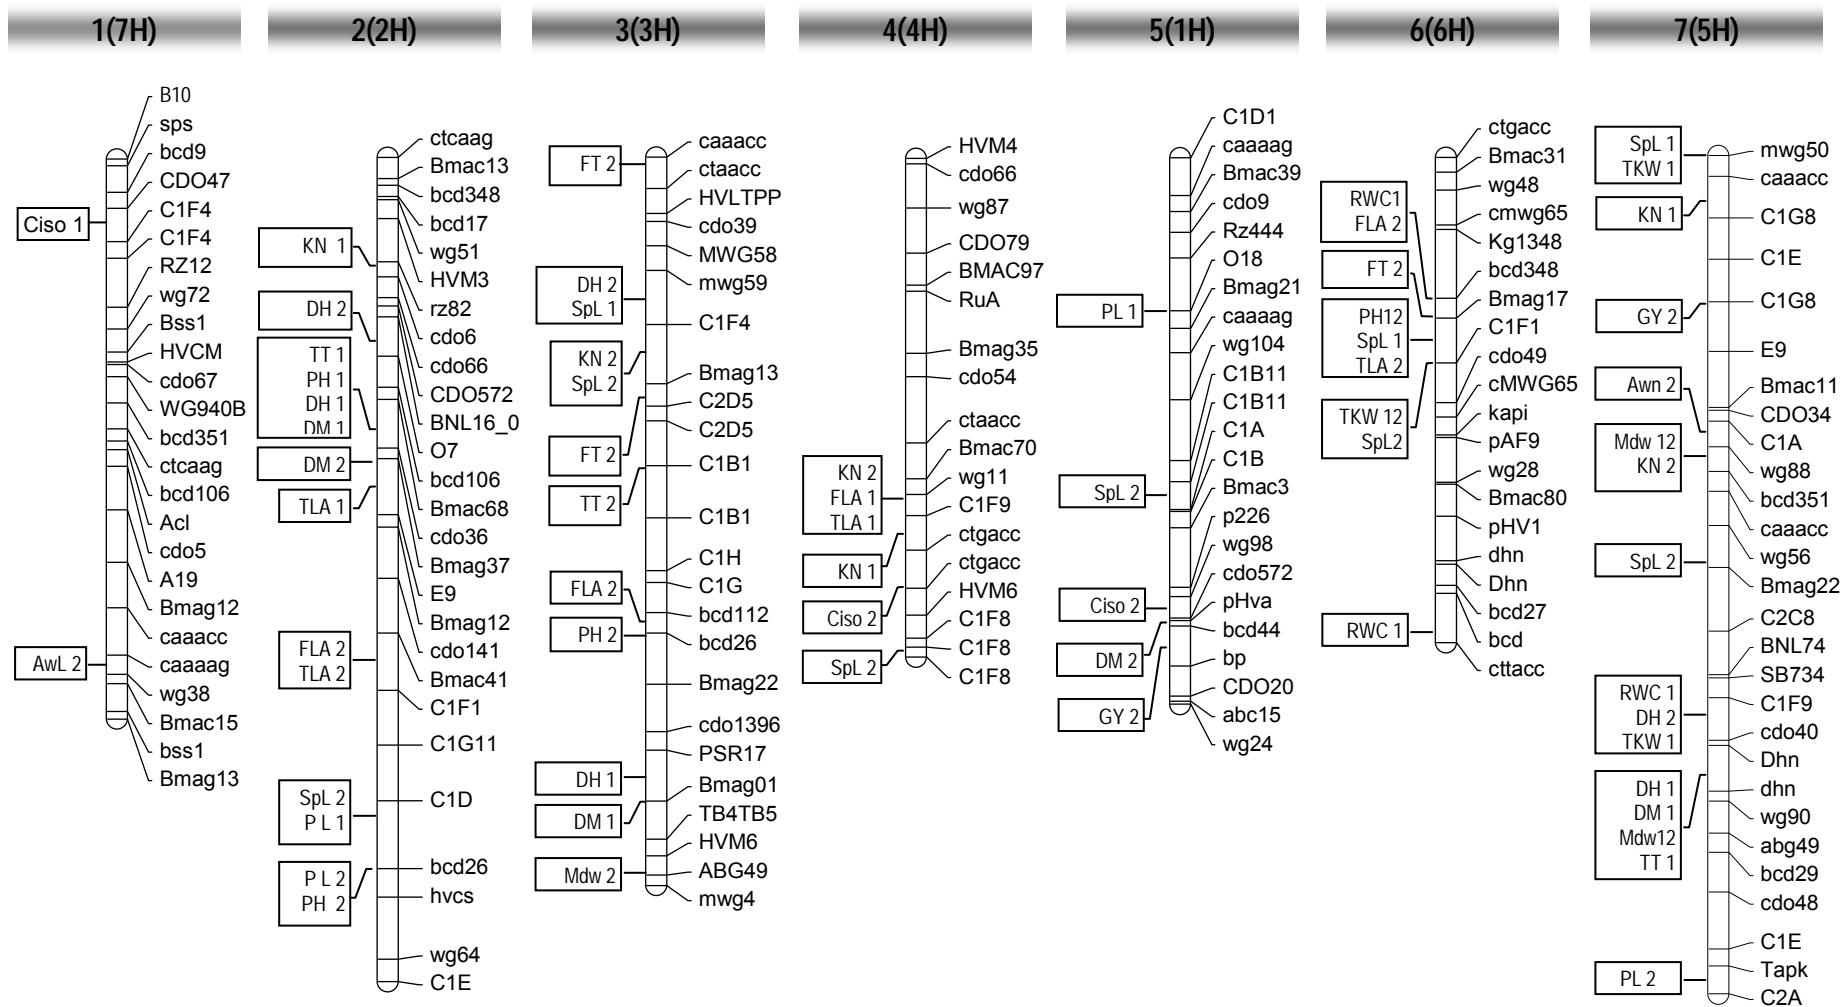 1(7H)
2(2H)
3(3H)
4(4H)
5(1H)
6(6H)
7(5H)
Ciso 1
AwL 2
B10
sps
bcd9
CDO47
C1F4
C1F4
RZ12
wg72
Bss1
HVCM
cdo67
WG940B
bcd351
ctcaag
bcd106
Acl
cdo5
A19
Bmag12
caaacc
caaaag
wg38
Bmac15
bss1
Bmag13
KN 1
DH 2
TT 1
PH 1
DH 1
DM 1
DM 2
TLA 1
FLA 2
TLA 2
SpL 2
P L 1
P L 2
PH 2
ctcaag
Bmac13
bcd348
bcd17
wg51
HVM3
rz82
cdo6
cdo66
CDO572
BNL16_0
O7
bcd106
Bmac68
cdo36
Bmag37
E9
Bmag12
cdo141
Bmac41
C1F1
C1G11
C1D
bcd26
hvcs
wg64
C1E
FT 2
DH 2
SpL 1
KN 2
SpL 2
FT 2
TT 2
FLA 2
PH 2
DH 1
DM 1
Mdw 2
caaacc
ctaacc
HVLTPP
cdo39
MWG58
mwg59
C1F4
Bmag13
C2D5
C2D5
C1B1
C1B1
C1H
C1G
bcd112
bcd26
Bmag22
cdo1396
PSR17
Bmag01
TB4TB5
HVM6
ABG49
mwg4
KN 2
FLA 1
TLA 1
KN 1
Ciso 2
SpL 2
HVM4
cdo66
wg87
CDO79
BMAC97
RuA
Bmag35
cdo54
ctaacc
Bmac70
wg11
C1F9
ctgacc
ctgacc
HVM6
C1F8
C1F8
C1F8
PL 1
SpL 2
Ciso 2
DM 2
GY 2
C1D1
caaaag
Bmac39
cdo9
Rz444
O18
Bmag21
caaaag
wg104
C1B11
C1B11
C1A
C1B
Bmac3
p226
wg98
cdo572
pHva
bcd44
bp
CDO20
abc15
wg24
RWC1
FLA 2
FT 2
PH12
SpL 1
TLA 2
TKW 12
SpL2
RWC 1
ctgacc
Bmac31
wg48
cmwg65
Kg1348
bcd348
Bmag17
C1F1
cdo49
cMWG65
kapi
pAF9
wg28
Bmac80
pHV1
dhn
Dhn
bcd27
bcd
cttacc
SpL 1
TKW 1
KN 1
GY 2
Awn 2
Mdw 12
KN 2
SpL 2
RWC 1
DH 2
TKW 1
DH 1
DM 1
Mdw12
TT 1
PL 2
mwg50
caaacc
C1G8
C1E
C1G8
E9
Bmac11
CDO34
C1A
wg88
bcd351
caaacc
wg56
Bmag22
C2C8
BNL74
SB734
C1F9
cdo40
Dhn
dhn
wg90
abg49
bcd29
cdo48
C1E
Tapk
C2A